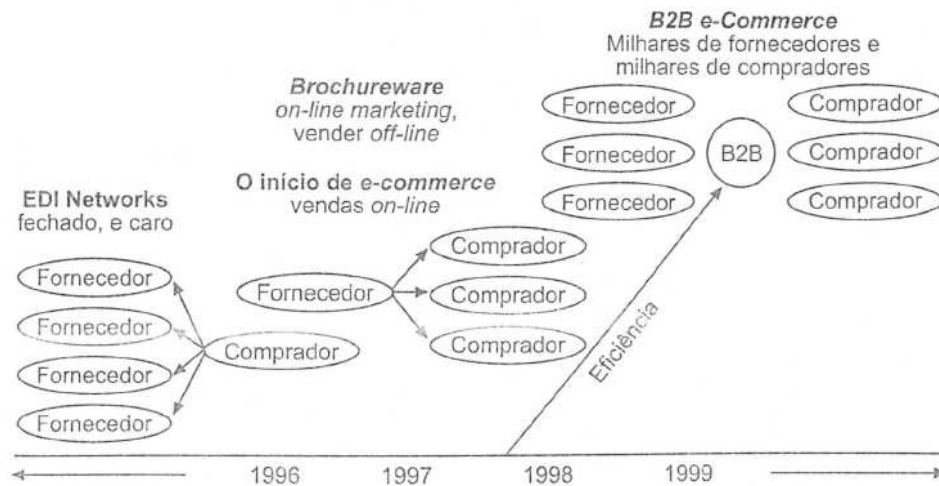 B2B e-Commerce
Milhares de fornecedores e
milhares de compradores
Fornecedor
Comprador
Fornecedor
B2B
Comprador
Fornecedor
Comprador
Brochureware
on-line marketing,
vender off-line
O início de e-commerce
vendas on-line
Fornecedor
Comprador
Comprador
Comprador
EDI Networks
fechado, e caro
Fornecedor
Fornecedor
Fornecedor
Fornecedor
Comprador
Eficiência
1996
1997
1998
1999